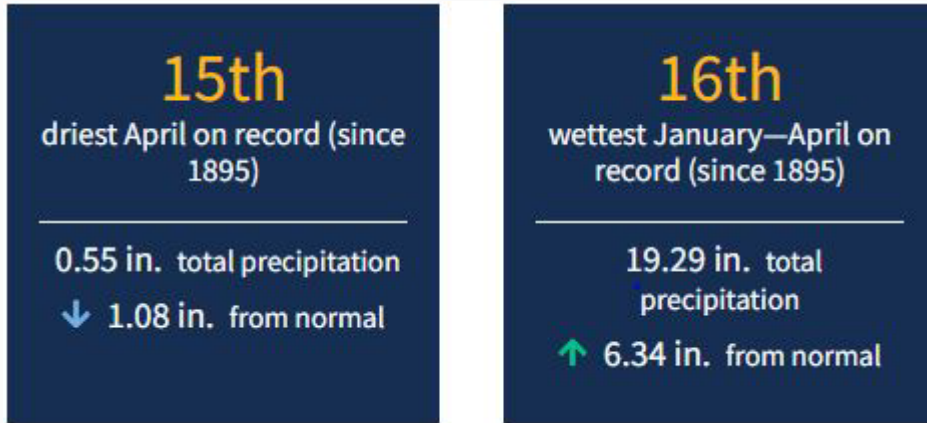 15th
driest April on record (since
1895)
0.55 in. total precipitation
↓ 1.08 in. from normal
16th
wettest January—April on
record (since 1895)
19.29 in. total
precipitation
↑ 6.34 in. from normal